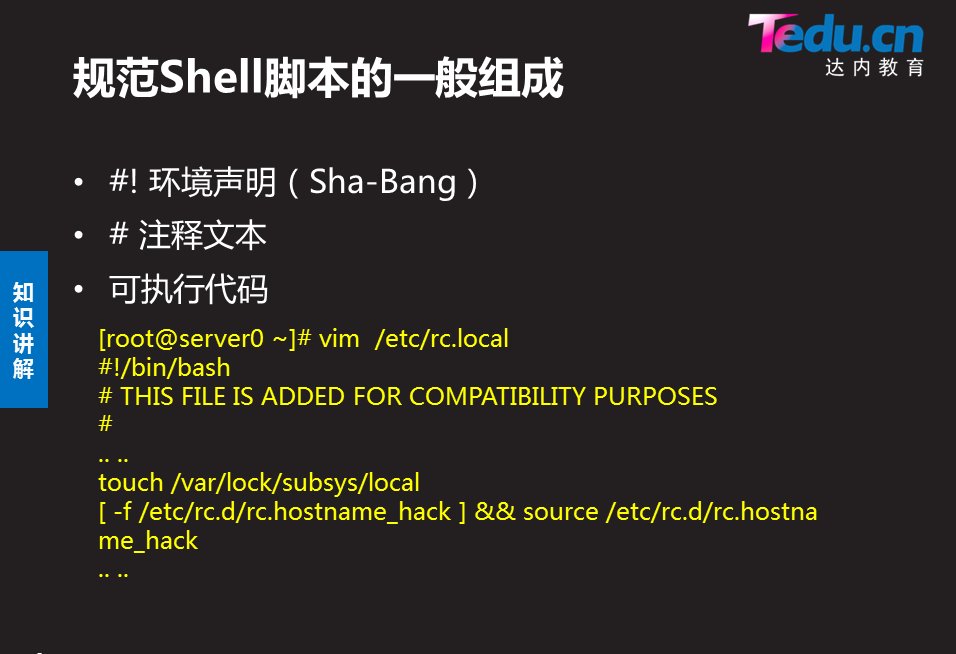 Tedu.cn
达内教育
规范Shell脚本的一般组成
• #! 环境声明（Sha-Bang）
• # 注释文本
• 可执行代码
知识讲解
[root@server0 ~]# vim  /etc/rc.local
#!/bin/bash
# THIS FILE IS ADDED FOR COMPATIBILITY PURPOSES
#
.. ..
touch /var/lock/subsys/local
[ -f /etc/rc.d/rc.hostname_hack ] && source /etc/rc.d/rc.hostna
me_hack
.. ..